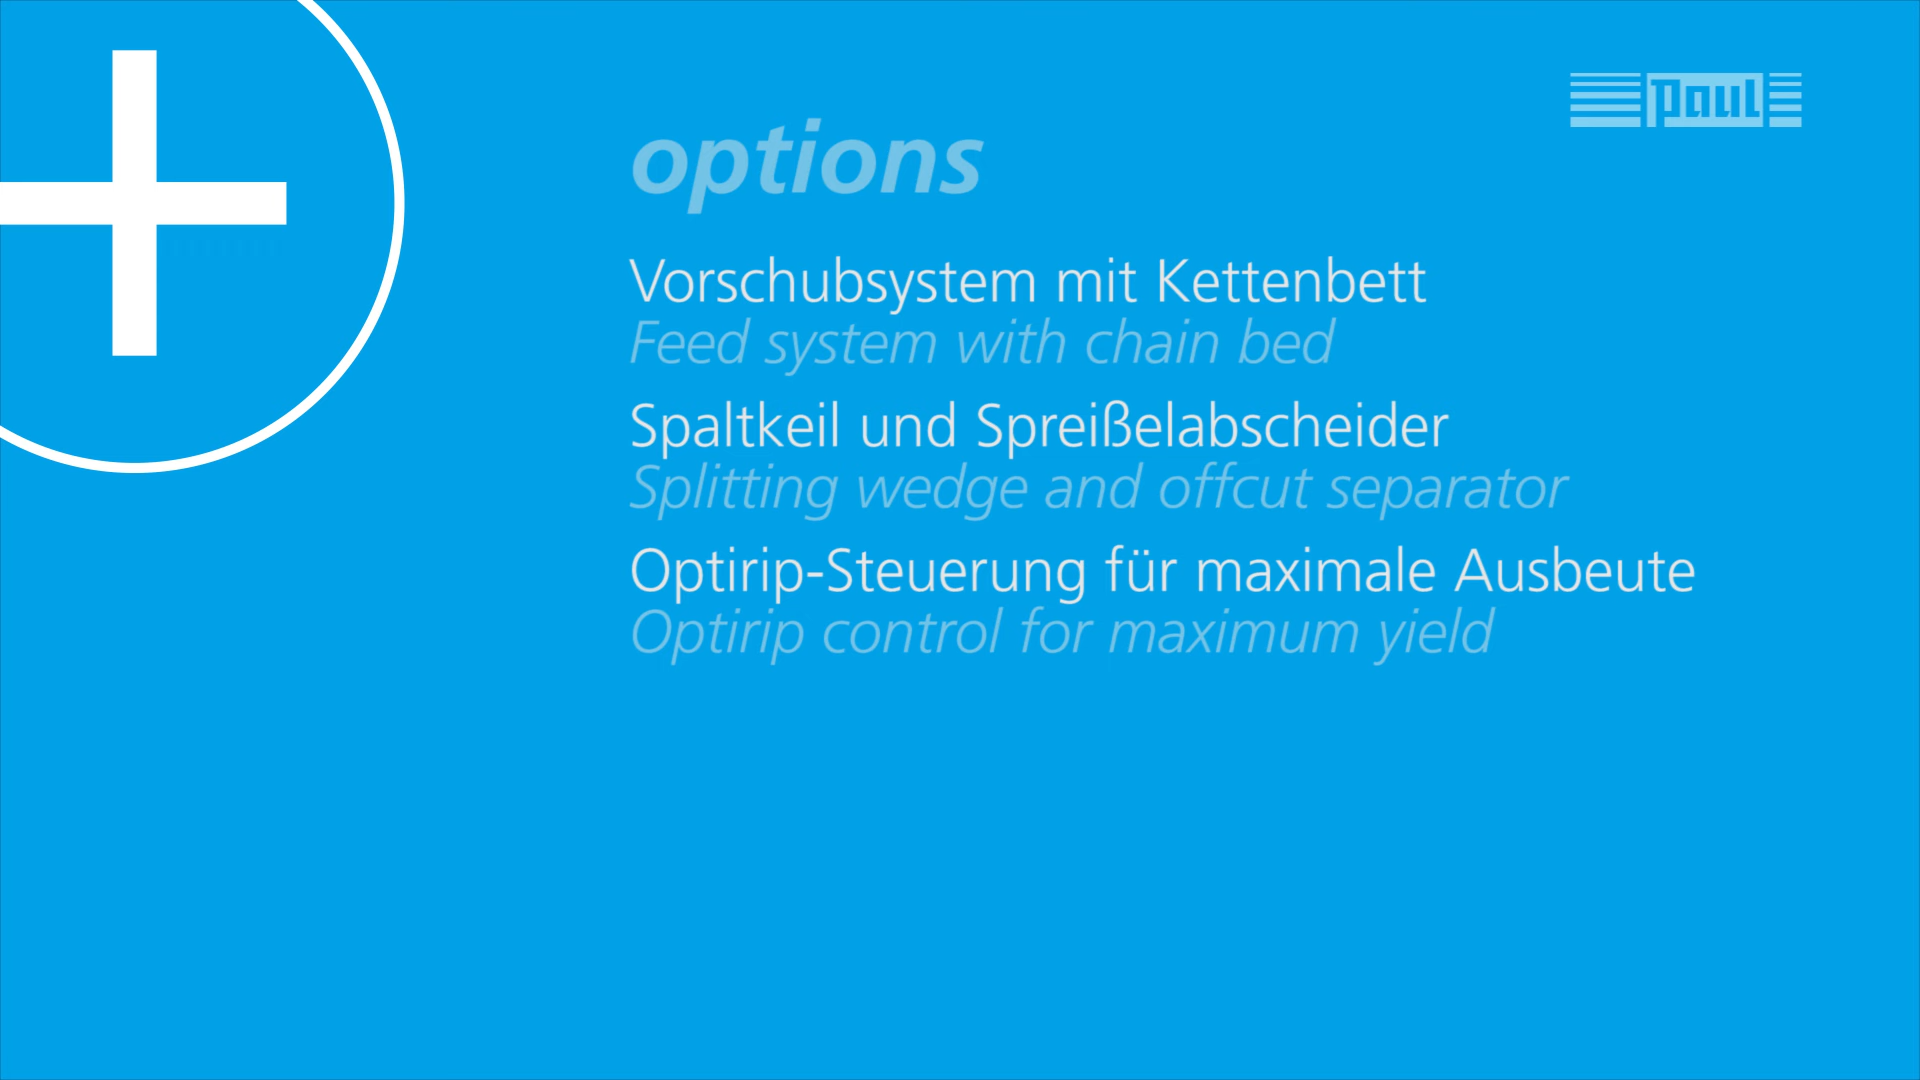 Paul
options
Vorschubsystem mit Kettenbett
Feed system with chain bed
Spaltkeil und Spreißelabscheider
Splitting wedge and offcut separator
Optirip-Steuerung für maximale Ausbeute
Optirip control for maximum yield